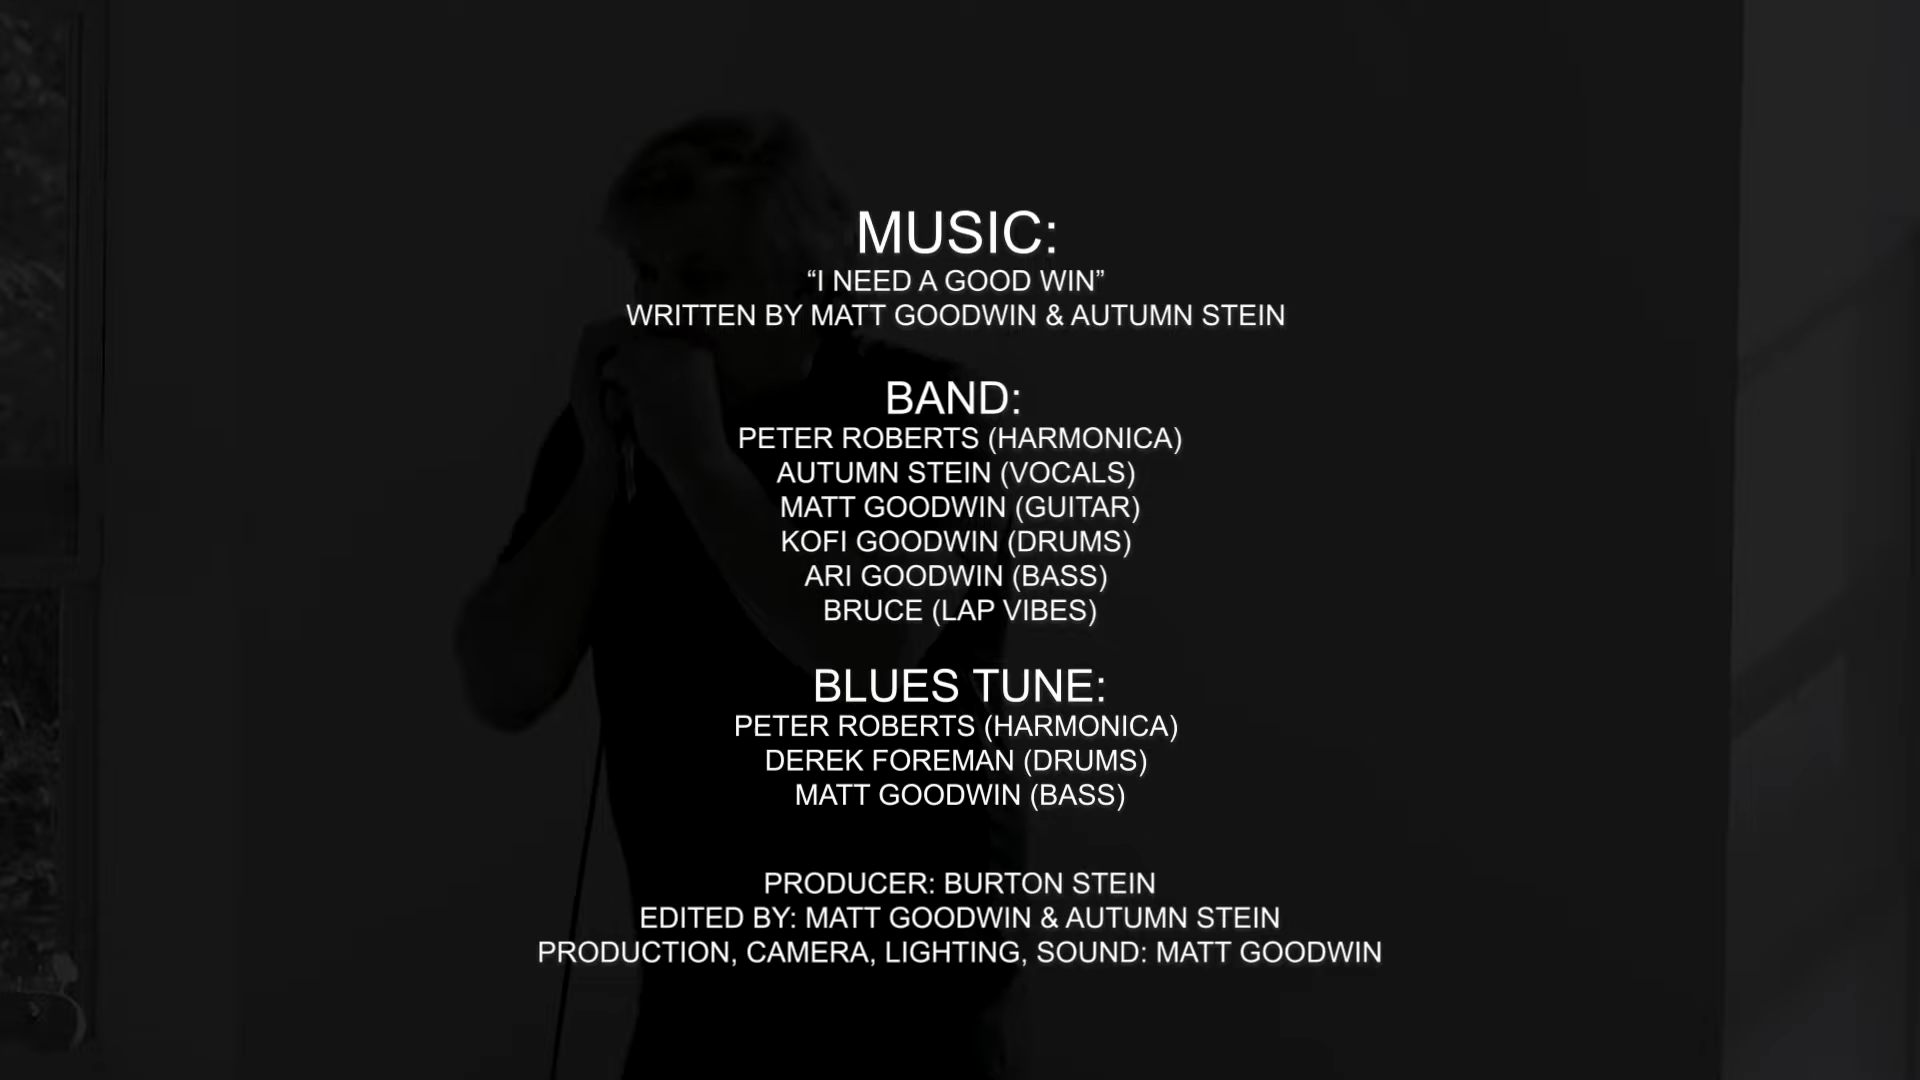 MUSIC:
“I NEED A GOOD WIN”
WRITTEN BY MATT GOODWIN & AUTUMN STEIN
BAND:
PETER ROBERTS (HARMONICA)
AUTUMN STEIN (VOCALS)
MATT GOODWIN (GUITAR)
KOFI GOODWIN (DRUMS)
ARI GOODWIN (BASS)
BRUCE (LAP VIBES)
BLUES TUNE:
PETER ROBERTS (HARMONICA)
DEREK FOREMAN (DRUMS)
MATT GOODWIN (BASS)
PRODUCER: BURTON STEIN
EDITED BY: MATT GOODWIN & AUTUMN STEIN
PRODUCTION, CAMERA, LIGHTING, SOUND: MATT GOODWIN